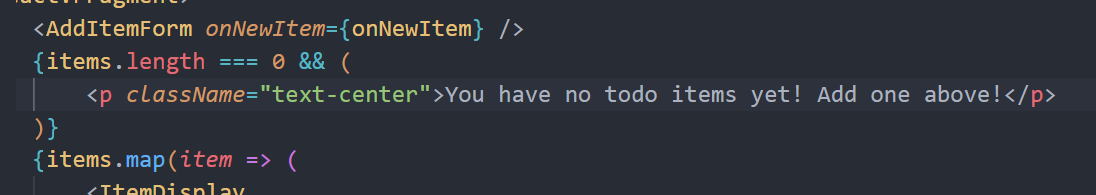 <AddItemForm onNewItem={onNewItem} />
{items.length === 0 && (
<p className="text-center">You have no todo items yet! Add one above!</p>
)}
{items.map(item => (
<ItemDisplay